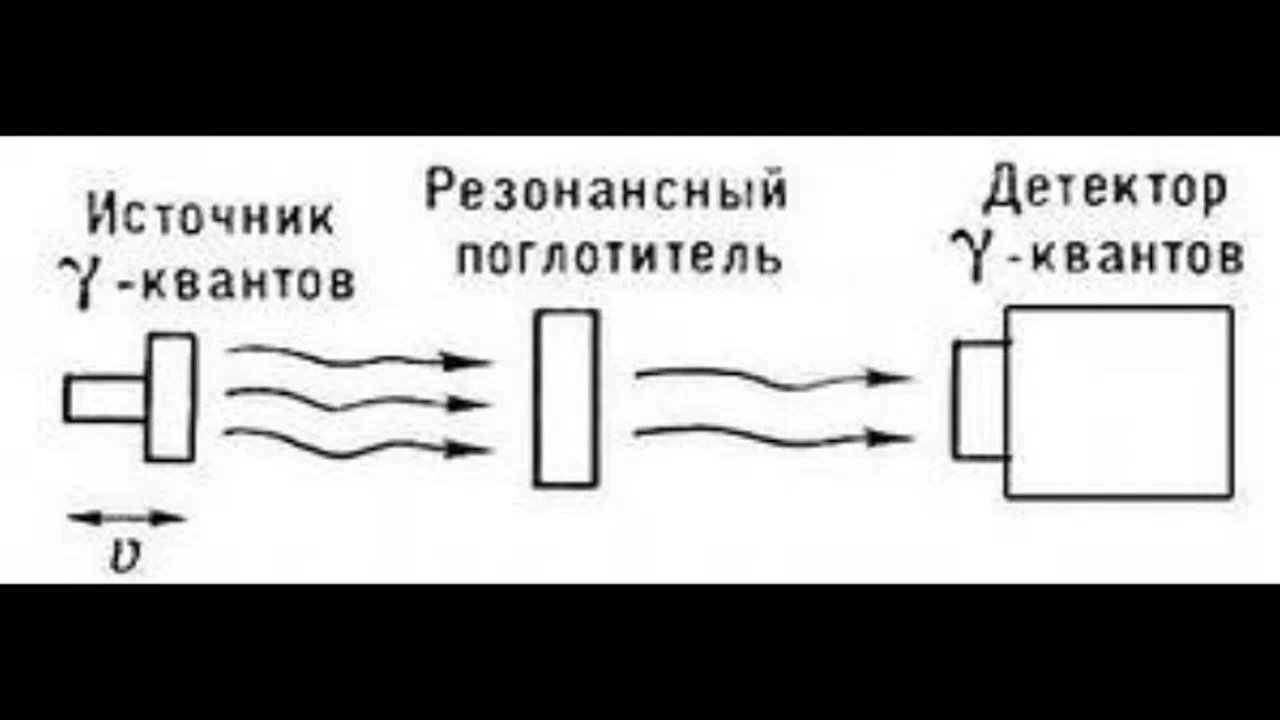 Источник
γ-квантов
Резонансный
поглотитель
Детектор
γ-квантов
υ